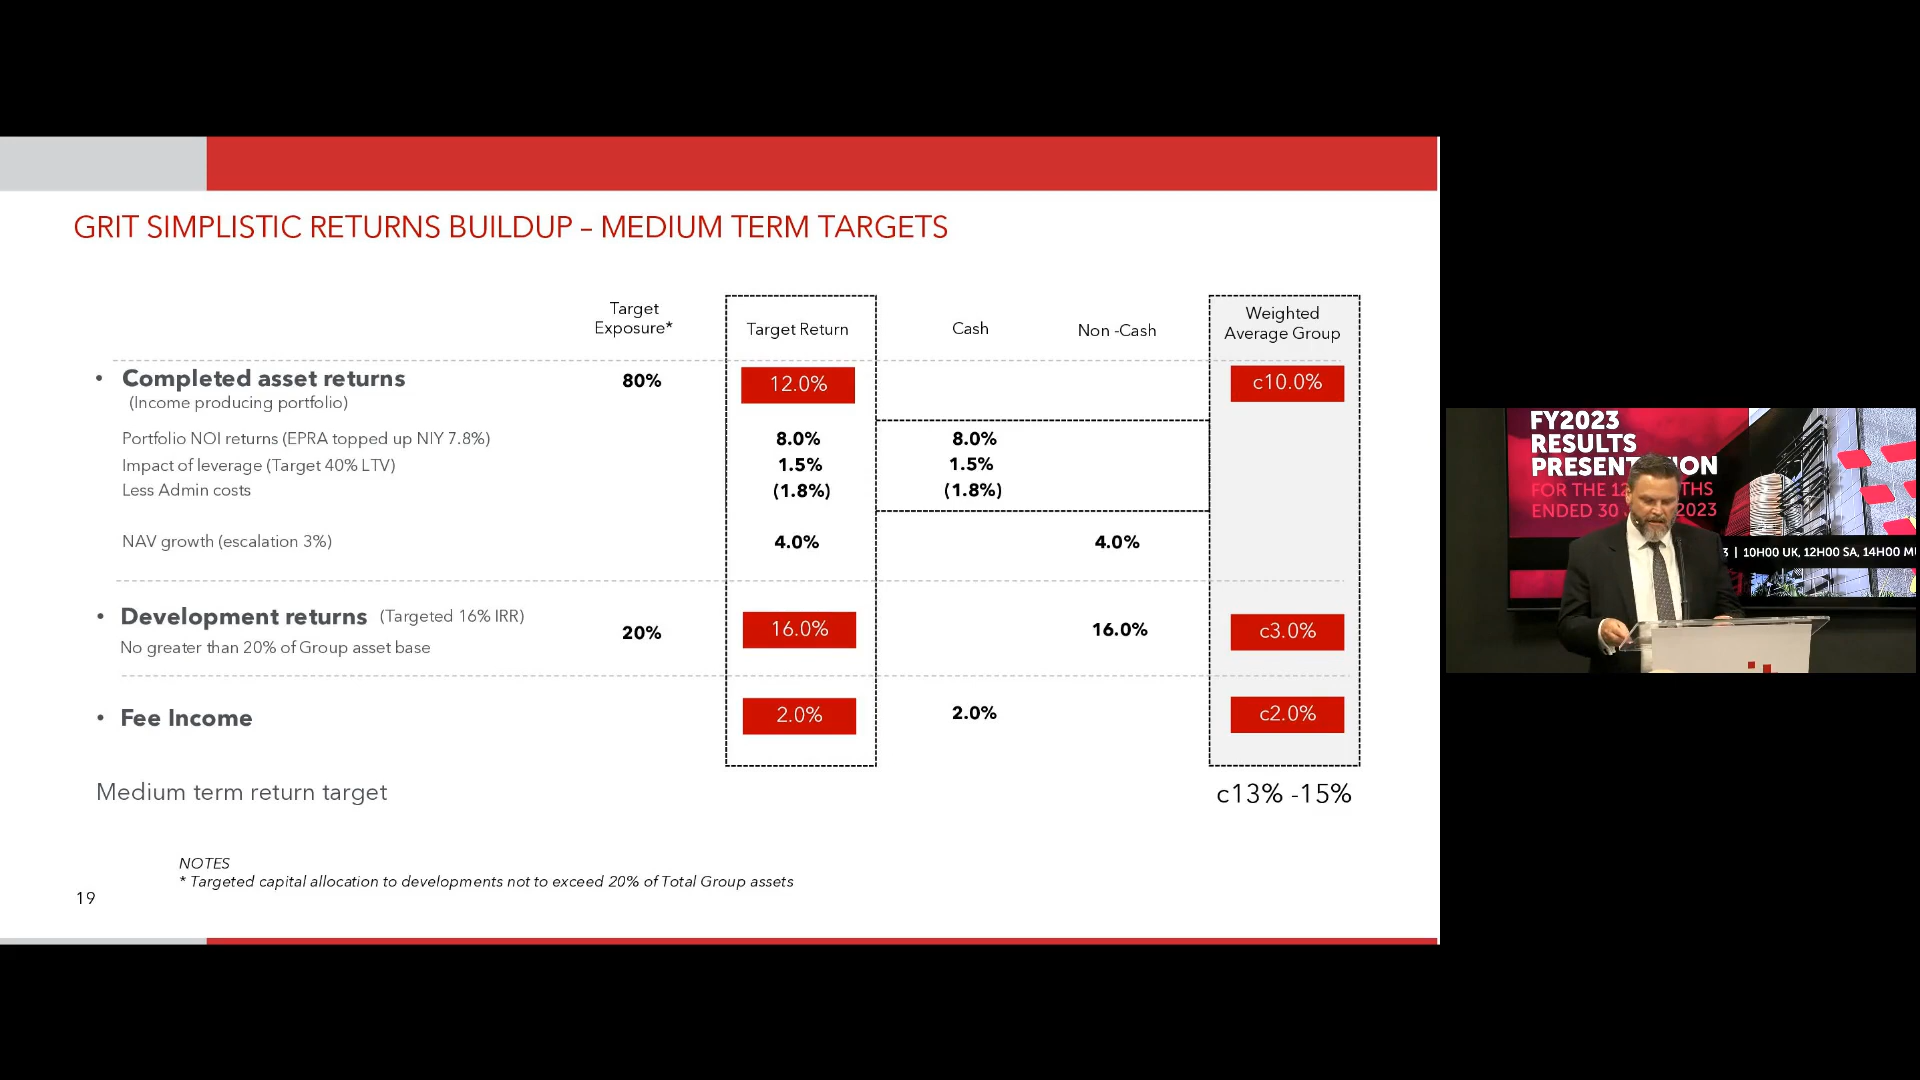 GRIT SIMPLISTIC RETURNS BUILDUP – MEDIUM TERM TARGETS
Target Exposure*
Target Return
Cash
Non -Cash
Weighted Average Group
• Completed asset returns 80% 12.0% c10.0%
(Income producing portfolio)
Portfolio NOI returns (EPRA topped up NIY 7.8%) 8.0% 8.0%
Impact of leverage (Target 40% LTV) 1.5% 1.5%
Less Admin costs (1.8%) (1.8%)
NAV growth (escalation 3%) 4.0% 4.0%
• Development returns (Targeted 16% IRR) 20% 16.0% 16.0% c3.0%
No greater than 20% of Group asset base
• Fee Income 2.0% 2.0% c2.0%
Medium term return target c13% -15%
NOTES
* Targeted capital allocation to developments not to exceed 20% of Total Group assets
19
FY2023
RESULTS
FOR THE
ENDED 30 2023
3 | 10H00 UK, 12H00 SA, 14H00